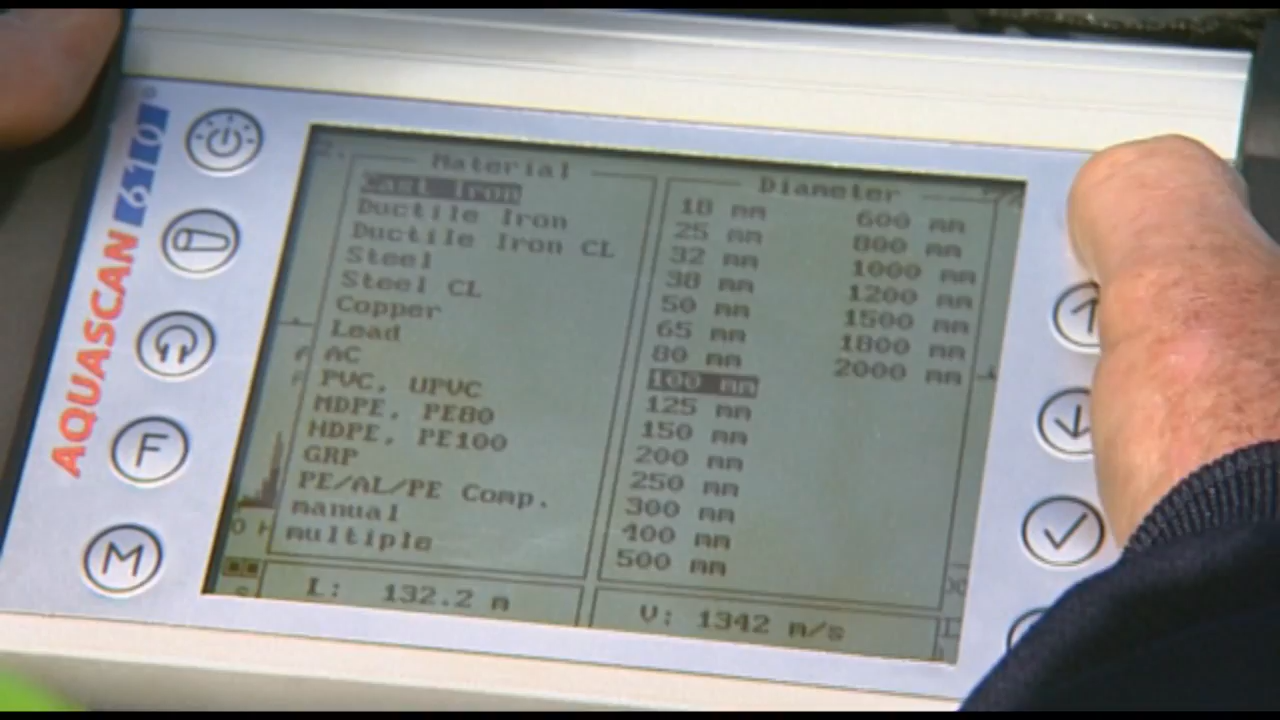 AQUASCAN 610
F
M
Material
Cast Iron
Ductile Iron
Ductile Iron CL
Steel
Steel CL
Copper
Lead
AC
PVC, UPVC
MDPE, PE80
HDPE, PE100
GRP
PE/AL/PE Comp.
manual
multiple
Diameter
18 mm
25 mm
32 mm
38 mm
50 mm
65 mm
80 mm
100 mm
125 mm
150 mm
200 mm
250 mm
300 mm
400 mm
500 mm
600 mm
800 mm
1000 mm
1200 mm
1500 mm
1800 mm
2000 mm
L: 132.2 m
V: 1342 m/s